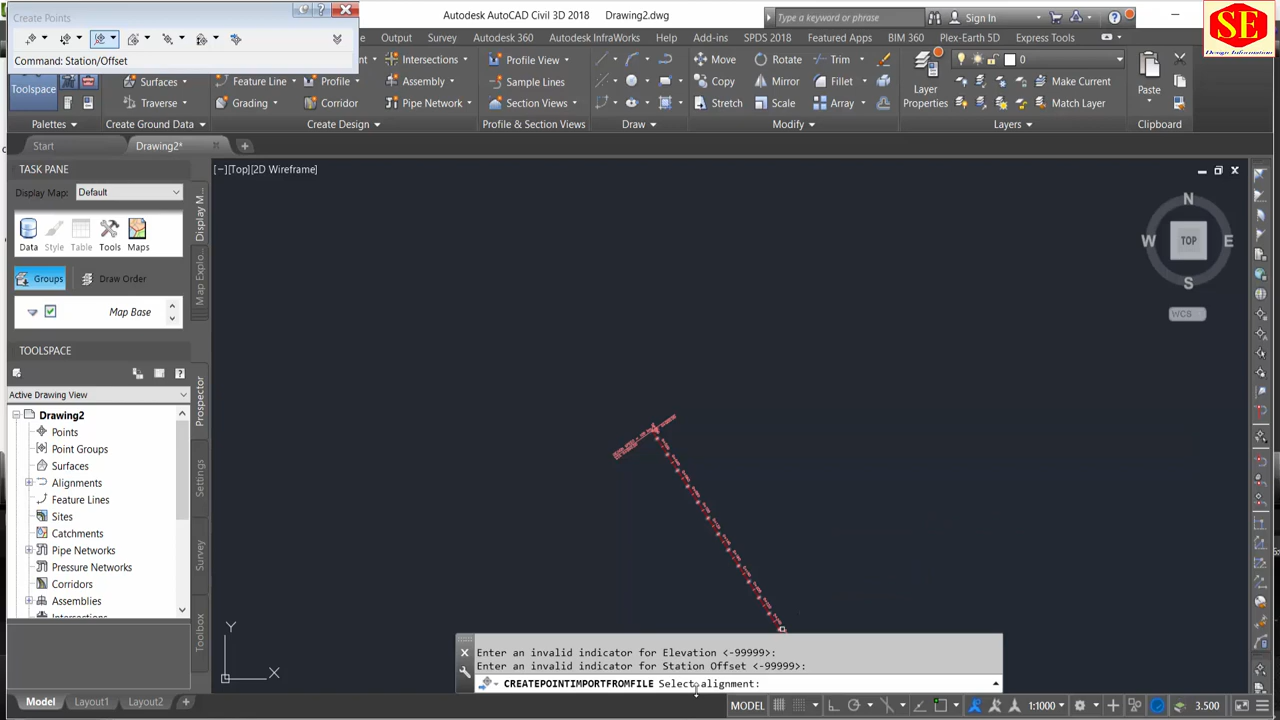 Create Points
Autodesk AutoCAD Civil 3D 2018 Drawing2.dwg
Type a keyword or phrase
Sign In
SE
Design Information
Output Survey Autodesk 360 Autodesk InfraWorks Help Add-ins SPDS 2018 Featured Apps BIM 360 Plex-Earth 5D Express Tools
Command: Station/Offset
Toolspace
Surfaces
Traverse
Feature Line
Grading
Intersections
Assembly
Corridor
Pipe Network
Profile View
Sample Lines
Section Views
Move
Copy
Stretch
Rotate
Mirror
Scale
Trim
Fillet
Array
Layer
Properties
0
Make Current
Match Layer
Paste
Palettes Create Ground Data Create Design Profile & Section Views Draw Modify Layers Clipboard
Start Drawing2*
TASK PANE
Display Map: Default
Data Style Table Tools Maps
Groups Draw Order
Map Base
TOOLSPACE
Active Drawing View
Drawing2
Points
Point Groups
Surfaces
Alignments
Feature Lines
Sites
Catchments
Pipe Networks
Pressure Networks
Corridors
Assemblies
Intersections
Display M...
Map Explo...
Prospector
Settings
Survey
Toolbox
[−][Top][2D Wireframe]
N
W TOP E
S
WCS
Y
X
Enter an invalid indicator for Elevation <-99999>:
Enter an invalid indicator for Station Offset <-99999>:
CREATEPOINTIMPORTFROMFILE Select alignment:
Model Layout1 Layout2
MODEL
1:1000
3.500